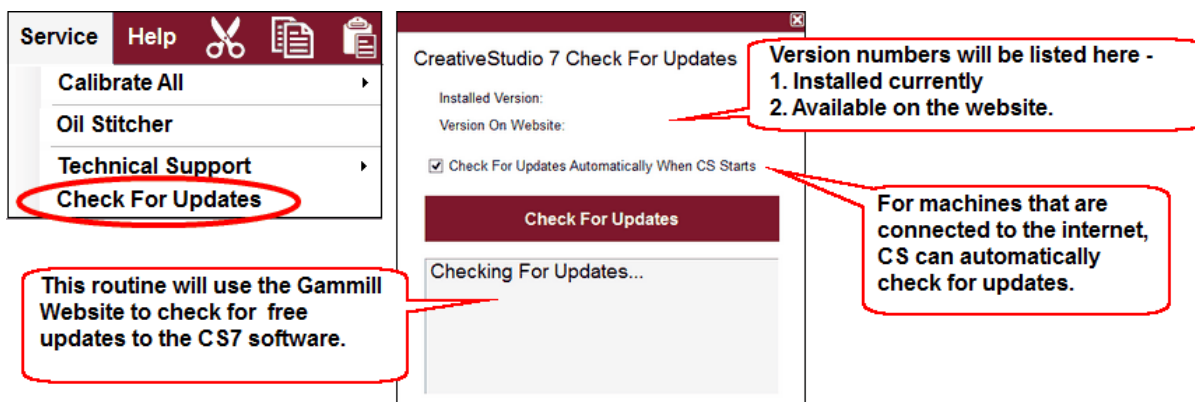 Service Help
Calibrate All
Oil Stitcher
Technical Support
Check For Updates
CreativeStudio 7 Check For Updates
Installed Version:
Version On Website:
Check For Updates Automatically When CS Starts
Check For Updates
Checking For Updates...
Version numbers will be listed here -
1. Installed currently
2. Available on the website.
For machines that are
connected to the internet,
CS can automatically
check for updates.
This routine will use the Gammill
Website to check for free
updates to the CS7 software.